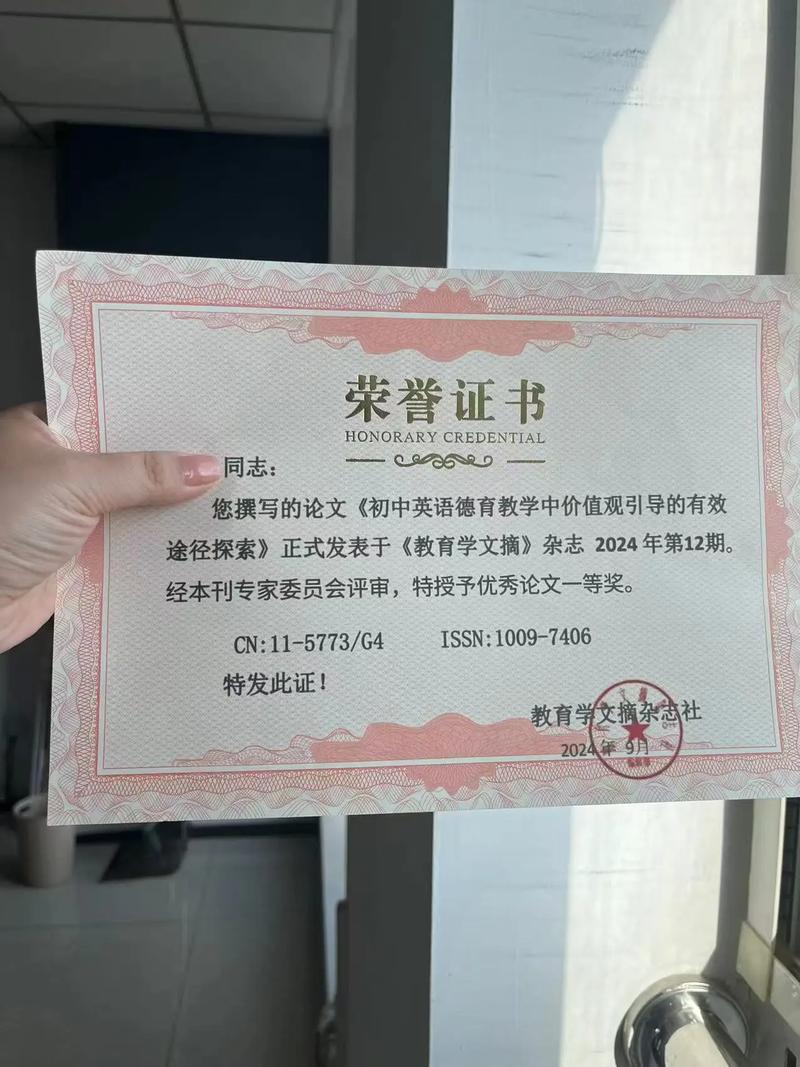 荣誉证书
HONORARY CREDENTIAL
同志：
您撰写的论文《初中英语德育教学中价值观引导的有效
途径探索》正式发表于《教育学文摘》杂志 2024 年第12期。
经本刊专家委员会评审，特授予优秀论文一等奖。
CN:11-5773/G4 ISSN:1009-7406
特发此证！
教育学文摘杂志社
2024 年 9月